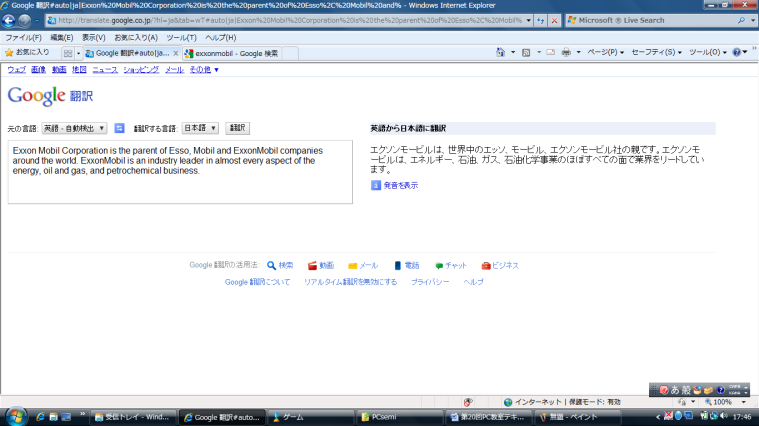 Google 翻訳#auto|ja|Exxon%20Mobil%20Corporation%20is%20the%20parent%20of%20Esso%2C%20Mobil%20and% - Windows Internet Explorer
http://translate.google.co.jp/?hl=ja&tab=wT#auto|ja|Exxon%20Mobil%20Corporation%20is%20the%20parent%20of%20Esso%2C%20Mobil%
Microsoft Live Search
ファイル(F) 編集(E) 表示(V) お気に入り(A) ツール(T) ヘルプ(H)
お気に入り Google 翻訳#auto|ja... exxonmobil - Google 検索 ページ(P) セーフティ(S) ツール(O)
ウェブ 画像 動画 地図 ニュース ショッピング メール その他 ▼
Google 翻訳
元の言語: 英語 - 自動検出 翻訳する言語: 日本語 翻訳
英語から日本語に翻訳
Exxon Mobil Corporation is the parent of Esso, Mobil and ExxonMobil companies
around the world. ExxonMobil is an industry leader in almost every aspect of the
energy, oil and gas, and petrochemical business.
エクソンモービルは、世界中のエッソ、モービル、エクソンモービル社の親です。エクソンモ
ービルは、エネルギー、石油、ガス、石油化学事業のほぼすべての面で業界をリードしてい
ます。
発音を表示
Google 翻訳の活用法: 検索 動画 メール 電話 チャット ビジネス
Google 翻訳について リアルタイム翻訳を無効にする プライバシー ヘルプ
あ 般 CAPS KANA
インターネット | 保護モード: 有効 100%
受信トレイ - Wind... Google 翻訳#auto... ゲーム PCsemi 第20回PC教室テキ... 無題 - ペイント 17:46